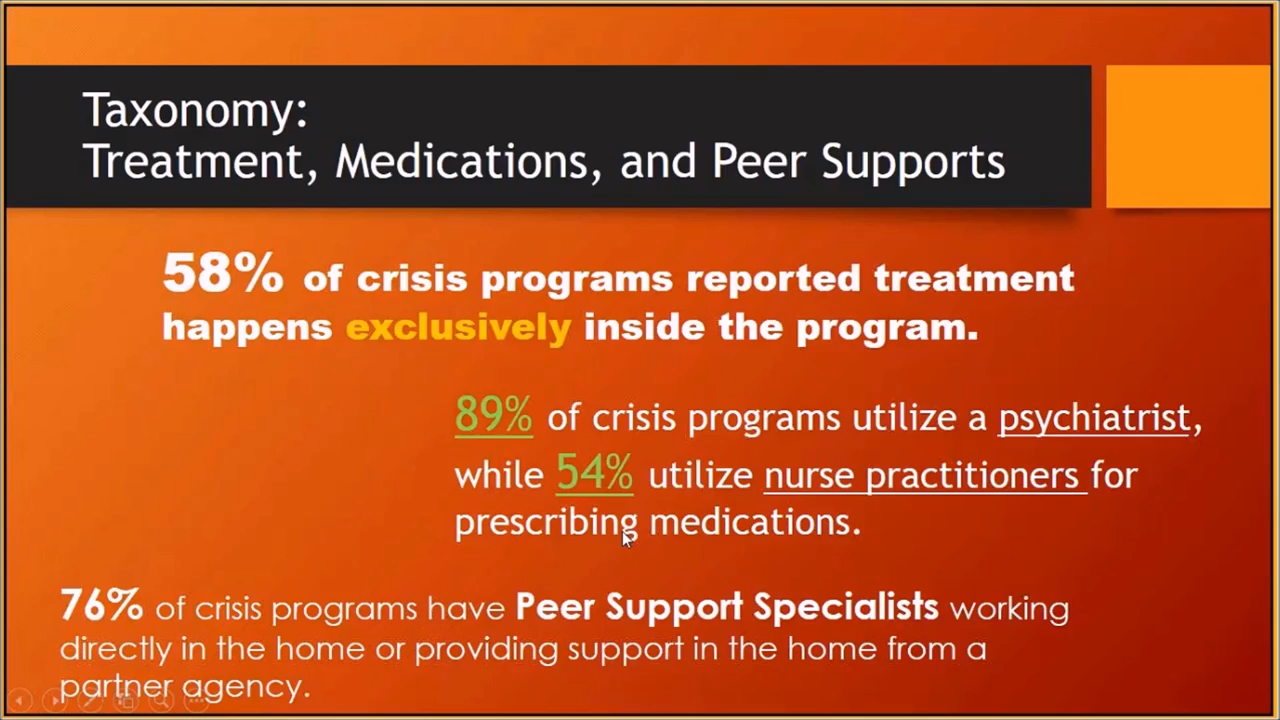 Taxonomy:
Treatment, Medications, and Peer Supports
58% of crisis programs reported treatment
happens exclusively inside the program.
89% of crisis programs utilize a psychiatrist,
while 54% utilize nurse practitioners for
prescribing medications.
76% of crisis programs have Peer Support Specialists working
directly in the home or providing support in the home from a
partner agency.